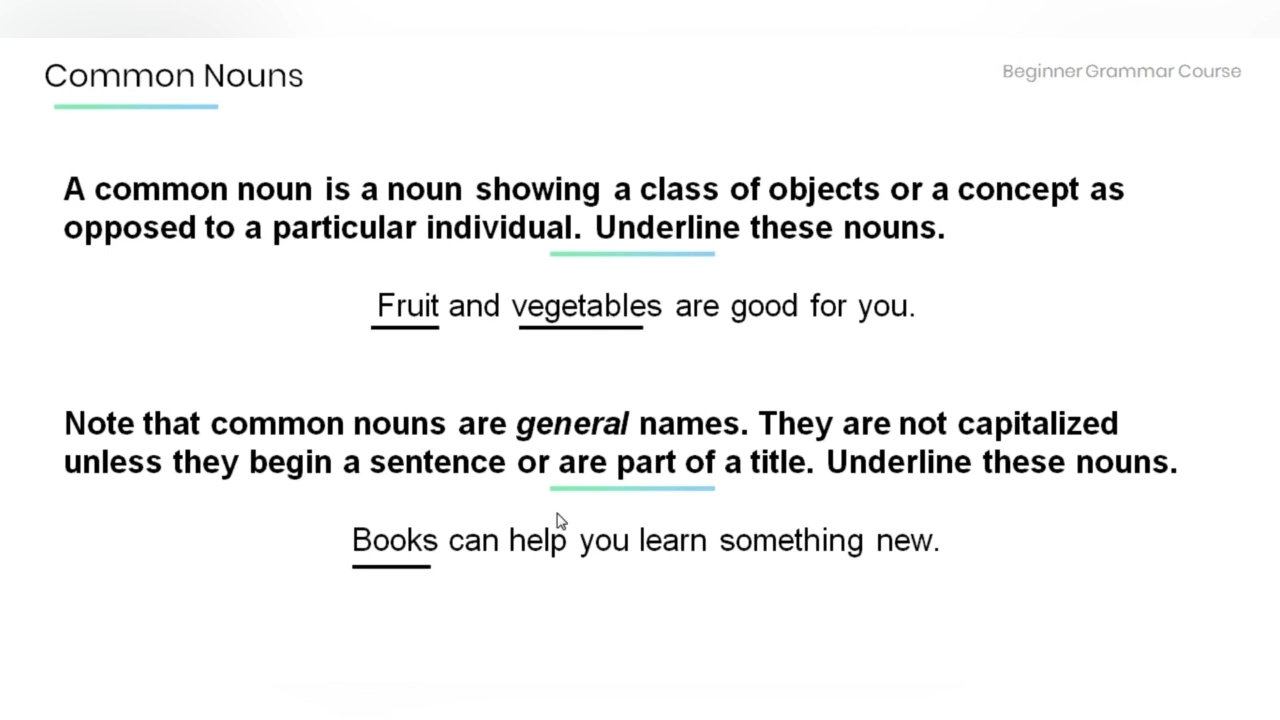 Common Nouns
Beginner Grammar Course
A common noun is a noun showing a class of objects or a concept as
opposed to a particular individual. Underline these nouns.
Fruit and vegetables are good for you.
Note that common nouns are general names. They are not capitalized
unless they begin a sentence or are part of a title. Underline these nouns.
Books can help you learn something new.